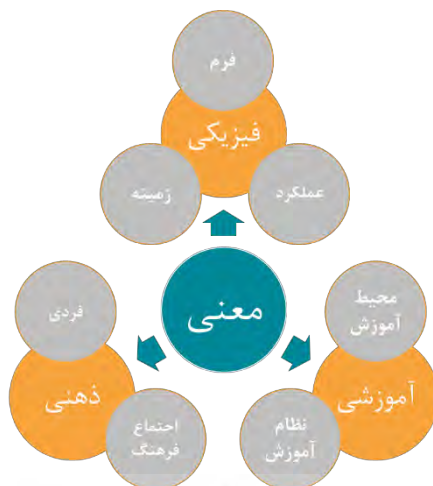 فرم
فیزیکی
زمینه
عملکرد
معنی
محیط
آموزش
آموزشی
نظام
آموزش
فردی
ذهنی
اجتماع
فرهنگ